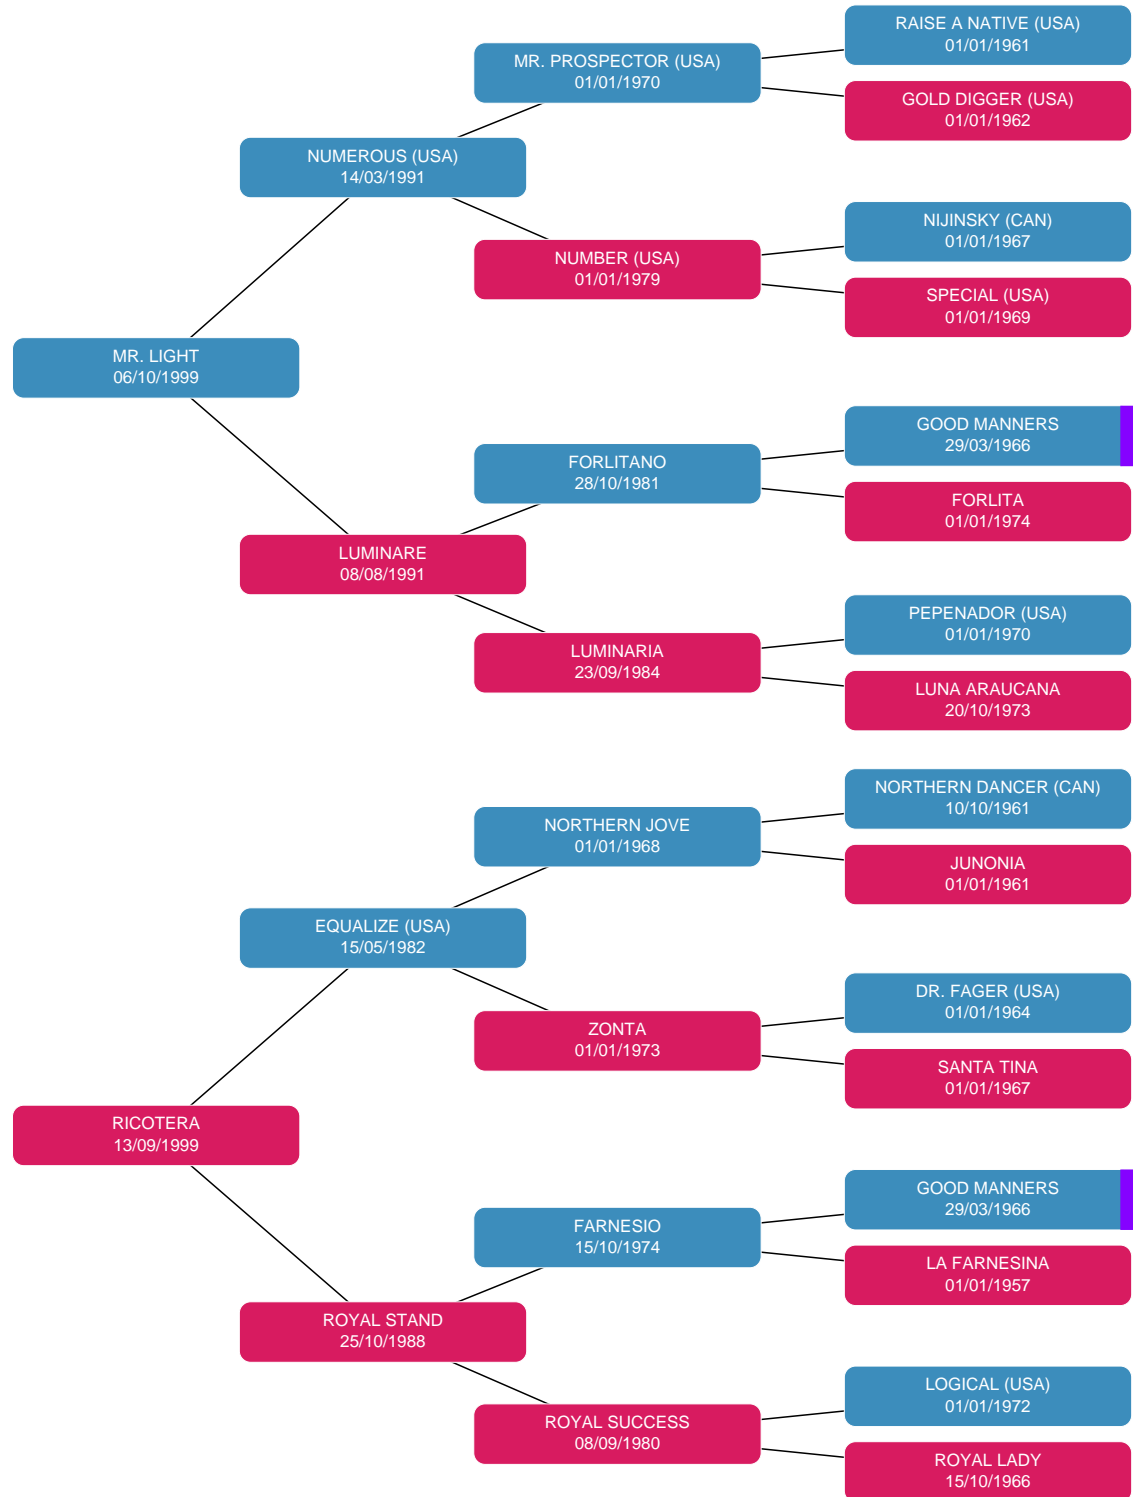 RAISE A NATIVE (USA)
01/01/1961
MR. PROSPECTOR (USA)
01/01/1970
GOLD DIGGER (USA)
01/01/1962
NUMEROUS (USA)
14/03/1991
NIJINSKY (CAN)
01/01/1967
NUMBER (USA)
01/01/1979
SPECIAL (USA)
01/01/1969
MR. LIGHT
06/10/1999
GOOD MANNERS
29/03/1966
FORLITANO
28/10/1981
FORLITA
01/01/1974
LUMINARE
08/08/1991
PEPENADOR (USA)
01/01/1970
LUMINARIA
23/09/1984
LUNA ARAUCANA
20/10/1973
NORTHERN DANCER (CAN)
10/10/1961
NORTHERN JOVE
01/01/1968
JUNONIA
01/01/1961
EQUALIZE (USA)
15/05/1982
DR. FAGER (USA)
01/01/1964
ZONTA
01/01/1973
SANTA TINA
01/01/1967
RICOTERA
13/09/1999
GOOD MANNERS
29/03/1966
FARNESIO
15/10/1974
LA FARNESINA
01/01/1957
ROYAL STAND
25/10/1988
LOGICAL (USA)
01/01/1972
ROYAL SUCCESS
08/09/1980
ROYAL LADY
15/10/1966